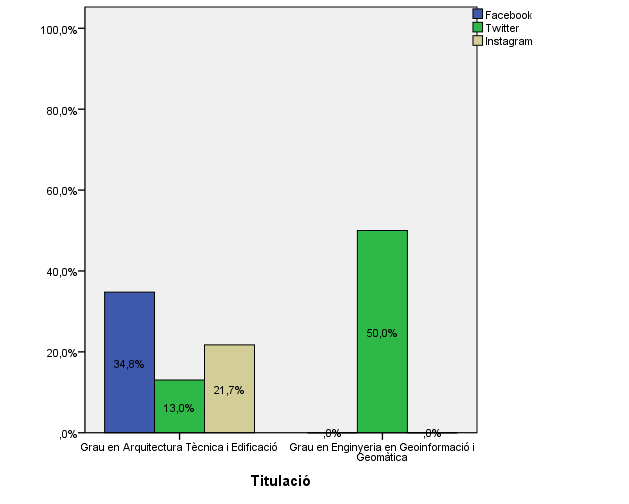 100,0%
80,0%
60,0%
40,0%
20,0%
,0%
Facebook
Twitter
Instagram
34,8%
13,0%
21,7%
,0%
50,0%
,0%
Grau en Arquitectura Tècnica i Edificació
Grau en Enginyeria en Geoinformació i
Geomàtica
Titulació